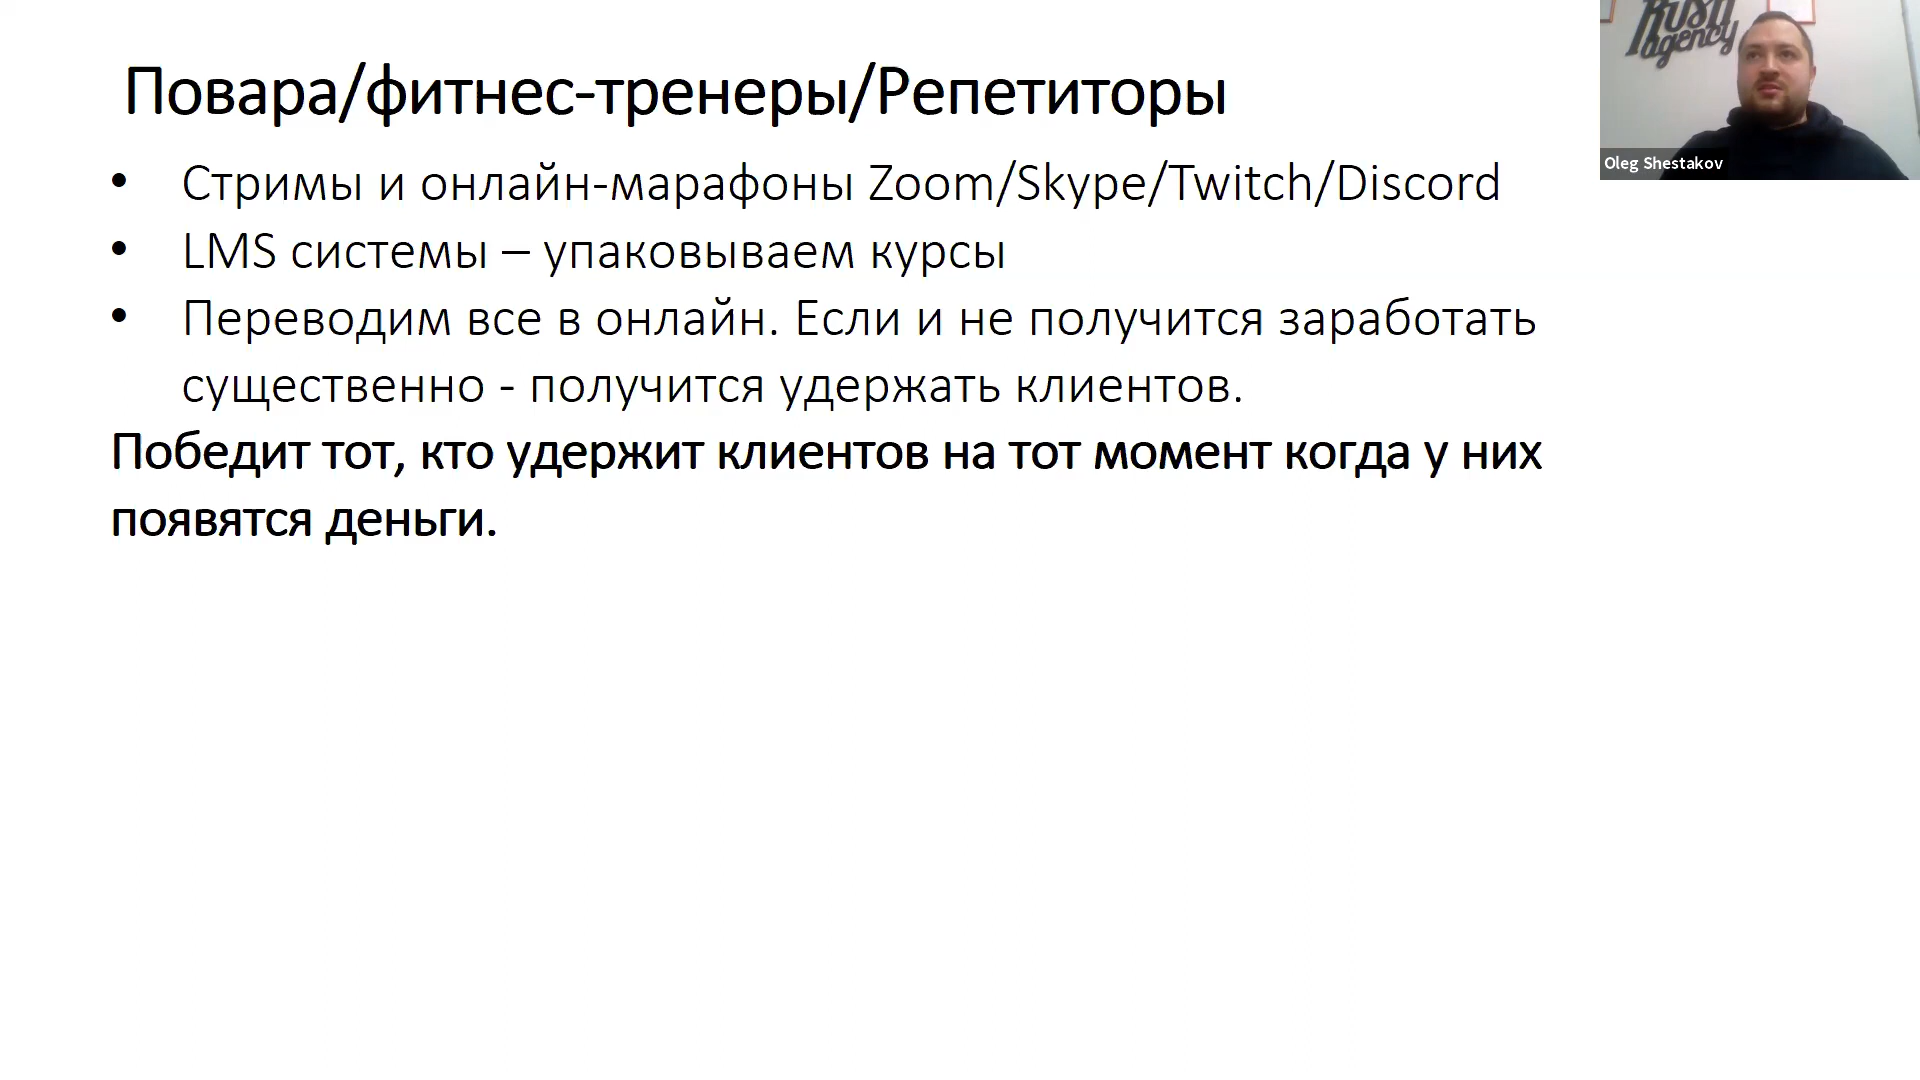 Повара/фитнес-тренеры/Репетиторы
• Стримы и онлайн-марафоны Zoom/Skype/Twitch/Discord
• LMS системы – упаковываем курсы
• Переводим все в онлайн. Если и не получится заработать
существенно - получится удержать клиентов.
Победит тот, кто удержит клиентов на тот момент когда у них
появятся деньги.
Rush
agency
Oleg Shestakov